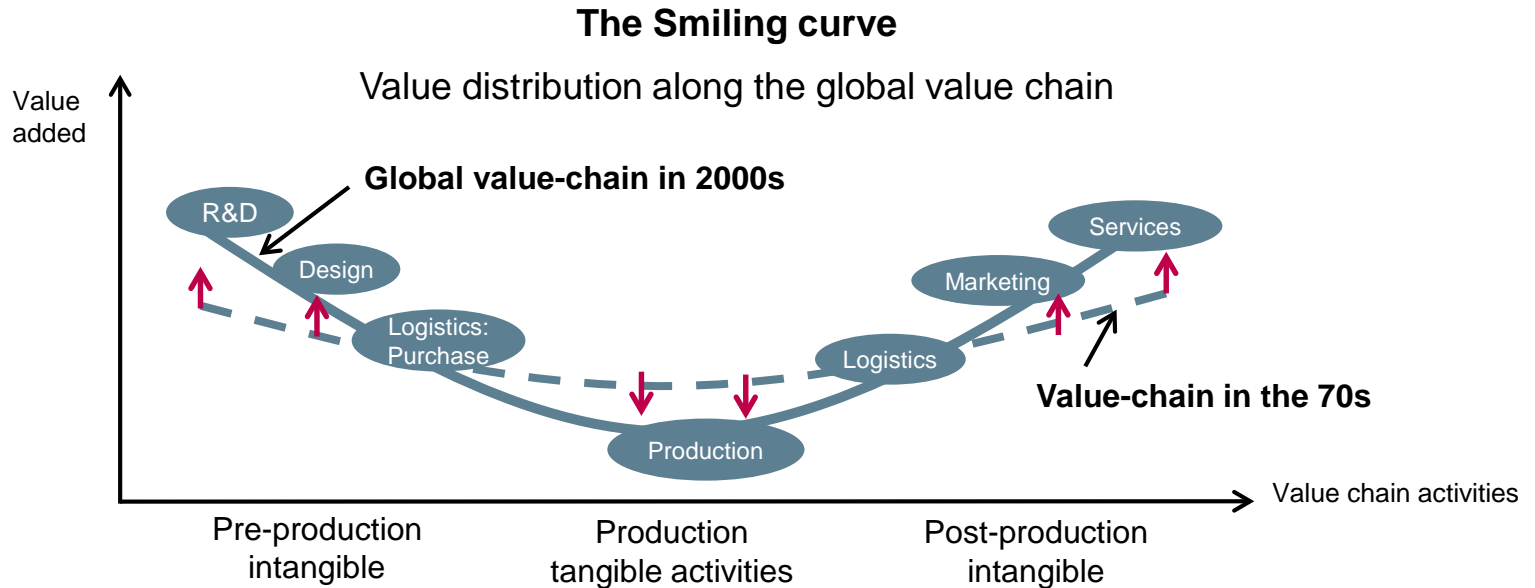 The Smiling curve
Value distribution along the global value chain
Value
added
Global value-chain in 2000s
R&D
Services
Design
Marketing
Logistics:
Purchase
Logistics
Value-chain in the 70s
Production
Value chain activities
Pre-production
intangible
Production
tangible activities
Post-production
intangible